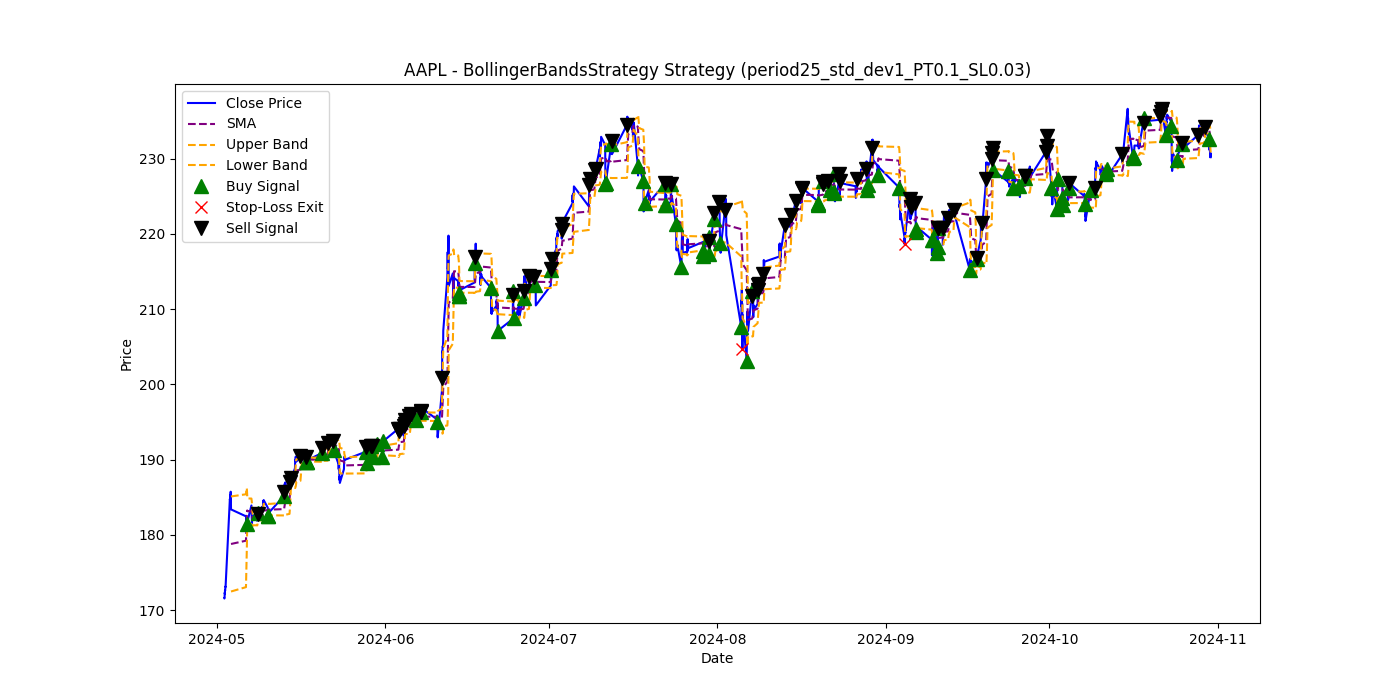 AAPL - BollingerBandsStrategy Strategy (period25_std_dev1_PT0.1_SL0.03)
Close Price
SMA
Upper Band
Lower Band
Buy Signal
Stop-Loss Exit
Sell Signal
Price
230
220
210
200
190
180
170
2024-05 2024-06 2024-07 2024-08 2024-09 2024-10 2024-11
Date